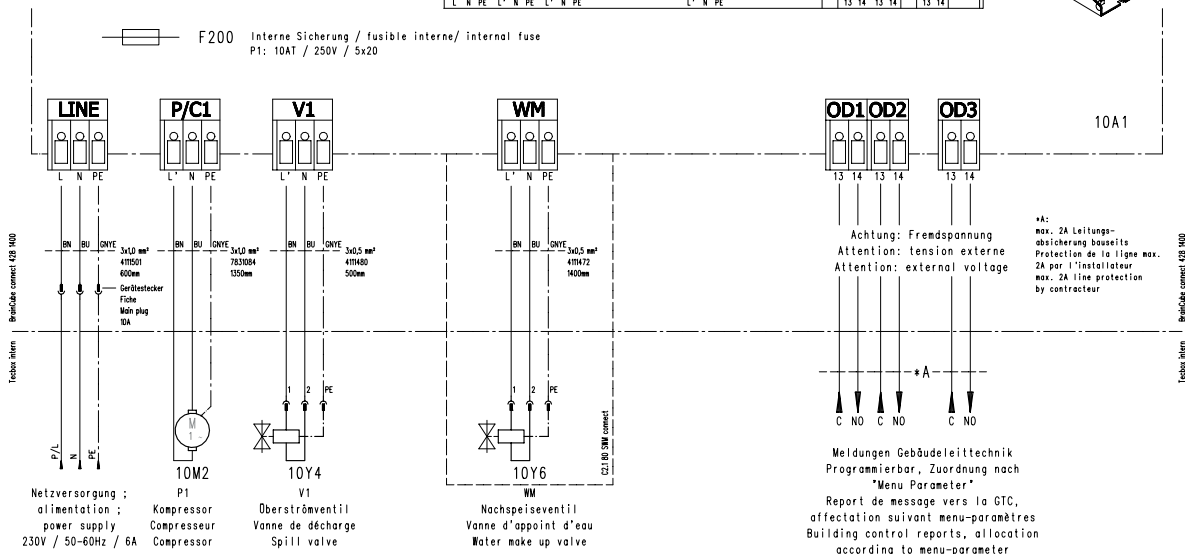 L N PE L' N PE L' N PE L' N PE 13 14 13 14 13 14
F200 Interne Sicherung / fusible interne/ internal fuse
P1: 10AT / 250V / 5x20
LINE P/C1 V1 WM OD1 OD2 OD3
10A1
L N PE L' N PE L' N PE L' N PE 13 14 13 14 13 14
BN BU GNYE
3x1,0 mm²
4111501
600mm
Gerätestecker
Fiche
Main plug
10A
BN BU GNYE
3x1,0 mm²
7831084
1350mm
BN BU GNYE
3x0,5 mm²
4111480
500mm
BN BU GNYE
3x0,5 mm²
4111472
1400mm
Achtung: Fremdspannung
Attention: tension externe
Attention: external voltage
*A:
max. 2A Leitungs-
absicherung bauseits
Protection de la ligne max.
2A par l'installateur
max. 2A line protection
by contracteur
BrainCube connect 428 1400
Tecbox intern
BrainCube connect 428 1400
Tecbox intern
*A
C NO C NO C NO
P/L N PE
M
1 ~
1 2 PE
1 2 PE
C2.1 80 SWM connect
Netzversorgung ;
alimentation ;
power supply
230V / 50-60Hz / 6A
10M2
P1
Kompressor
Compresseur
Compressor
10Y4
V1
Überströmventil
Vanne de décharge
Spill valve
10Y6
WM
Nachspeiseventil
Vanne d'appoint d'eau
Water make up valve
Meldungen Gebäudeleittechnik
Programmierbar, Zuordnung nach
"Menu Parameter"
Report de message vers la GTC,
affectation suivant menu-paramètres
Building control reports, allocation
according to menu-parameter